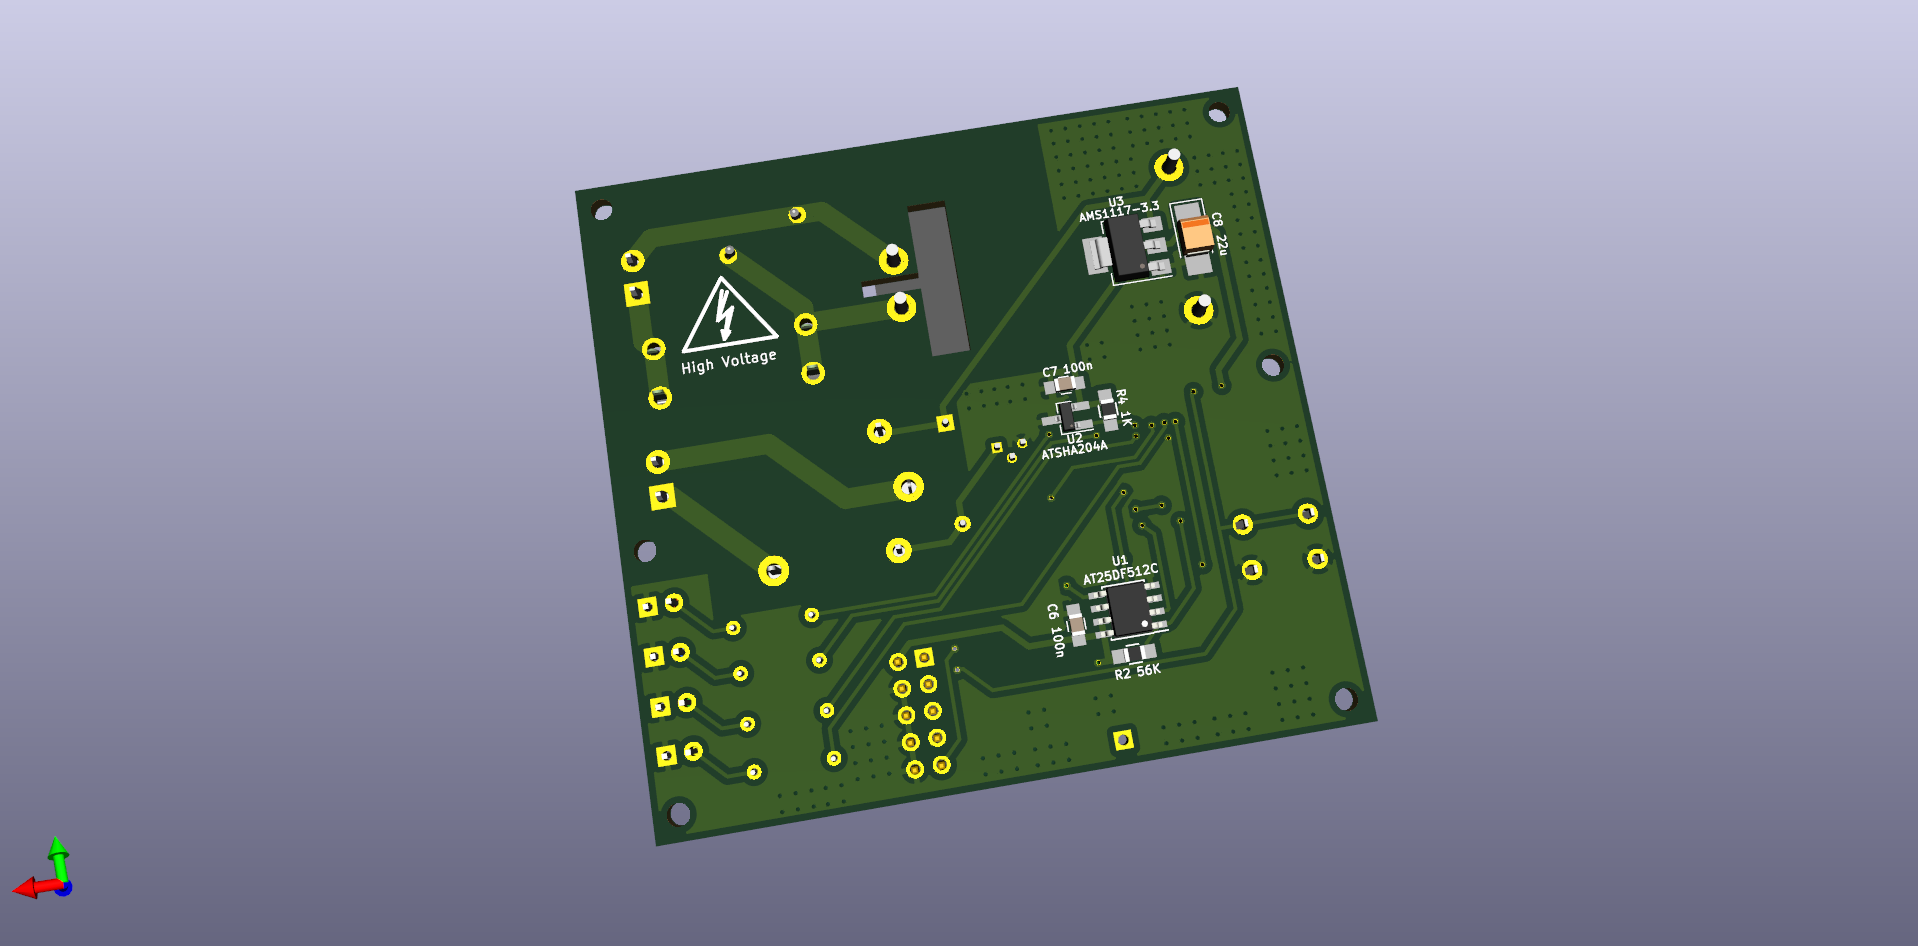 U3
AMS1117-3.3
C8 22u
High Voltage
C7 100n
R4 1K
U2
ATSHA204A
U1
AT25DF512C
C6 100n
R2 56K